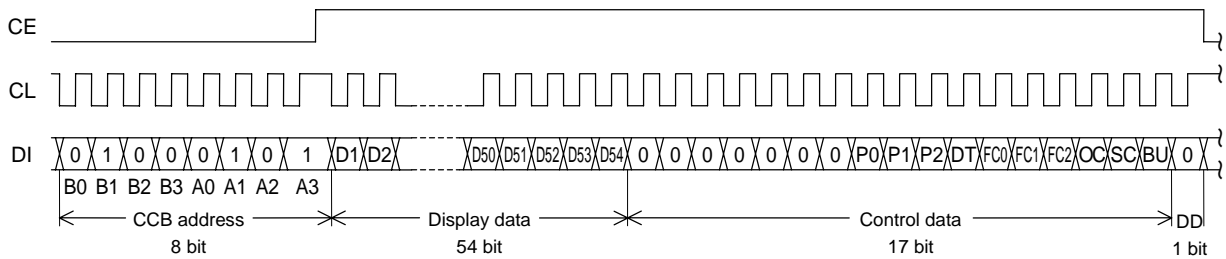 CE
CL
DI 0 1 0 0 0 1 0 1 D1 D2 D50 D51 D52 D53 D54 0 0 0 0 0 0 0 P0 P1 P2 DT FC0 FC1 FC2 OC SC BU 0
B0 B1 B2 B3 A0 A1 A2 A3
CCB address Display data Control data DD
8 bit 54 bit 17 bit 1 bit